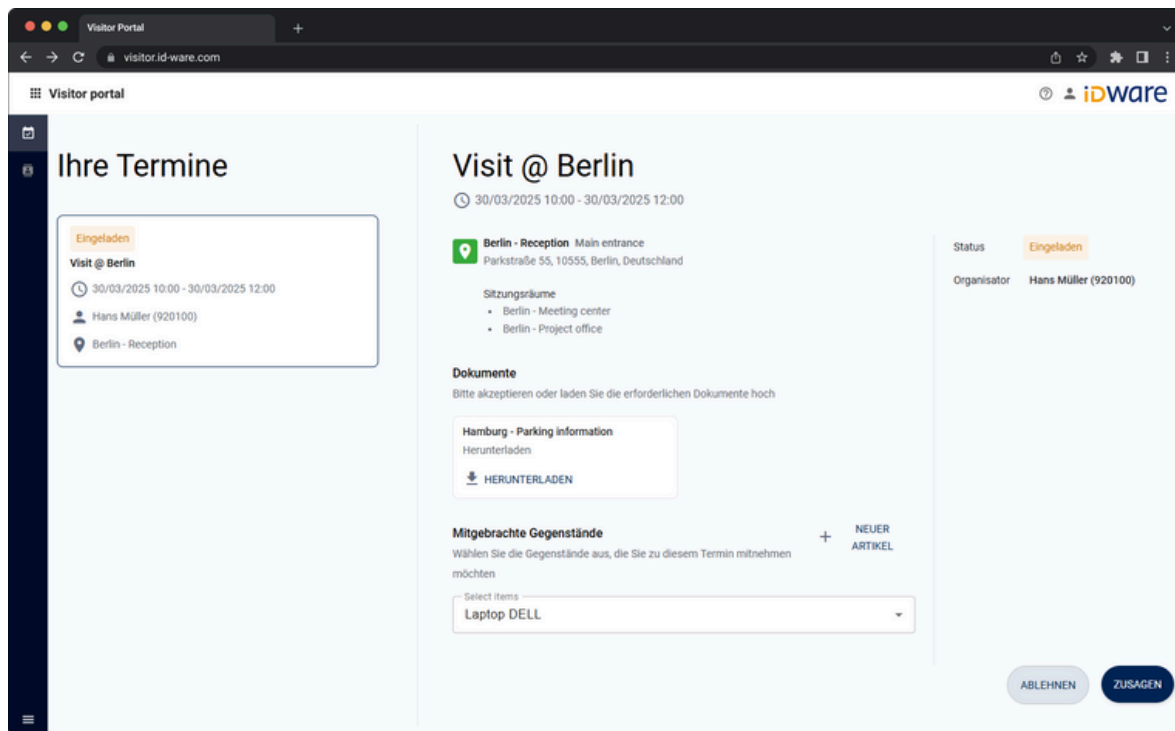 Visitor Portal
visitor.id-ware.com
Visitor portal
iDware
Ihre Termine
Eingeladen
Visit @ Berlin
30/03/2025 10:00 - 30/03/2025 12:00
Hans Müller (920100)
Berlin - Reception
Visit @ Berlin
30/03/2025 10:00 - 30/03/2025 12:00
Berlin - Reception Main entrance
Parkstraße 55, 10555, Berlin, Deutschland
Sitzungsräume
• Berlin - Meeting center
• Berlin - Project office
Dokumente
Bitte akzeptieren oder laden Sie die erforderlichen Dokumente hoch
Hamburg - Parking information
Herunterladen
HERUNTERLADEN
Mitgebrachte Gegenstände
Wählen Sie die Gegenstände aus, die Sie zu diesem Termin mitnehmen
möchten
+ NEUER
ARTIKEL
Select items
Laptop DELL
Status Eingeladen
Organisator Hans Müller (920100)
ABLEHNEN
ZUSAGEN